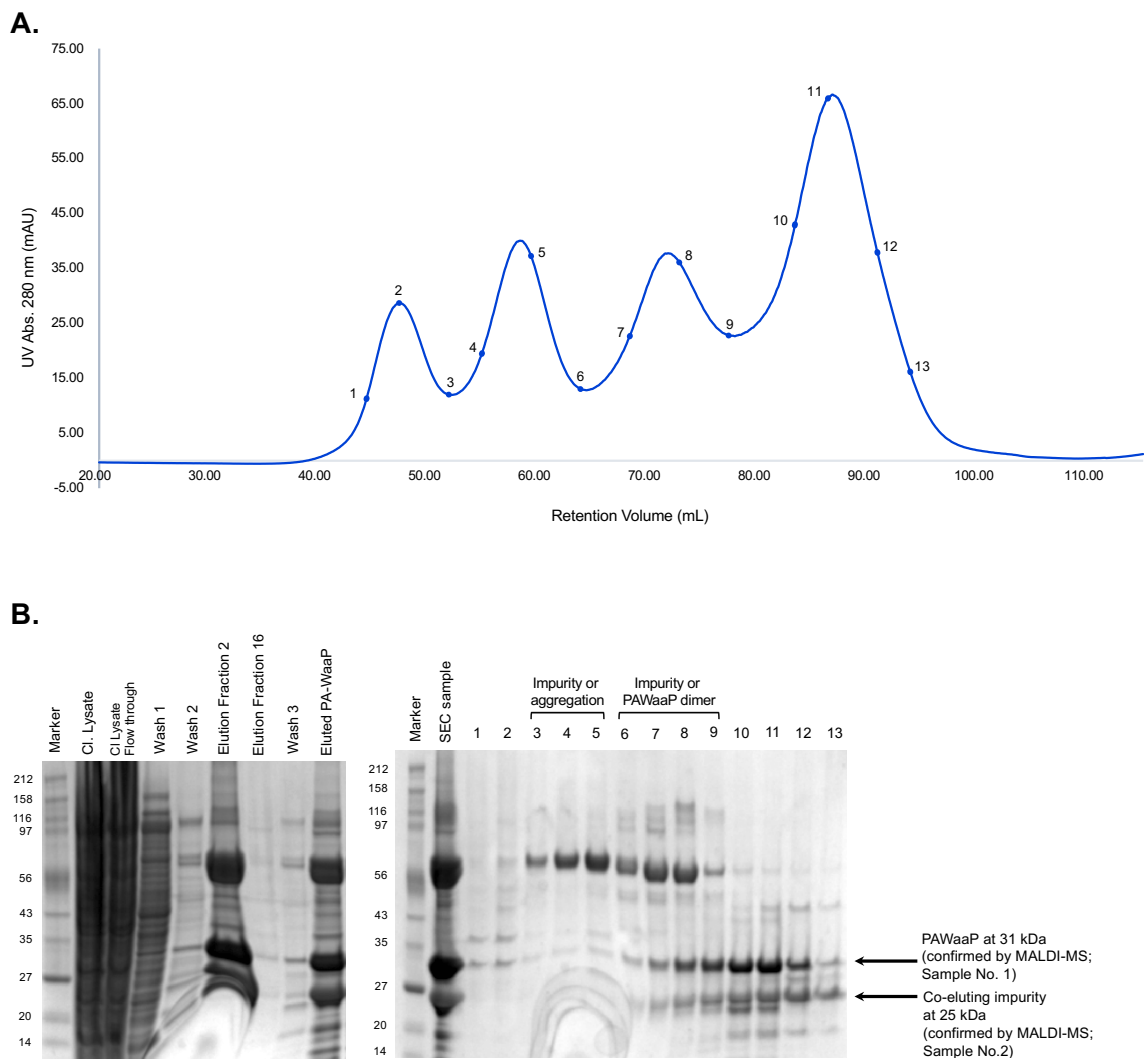 A.
75.00
65.00
55.00
45.00
35.00
25.00
15.00
5.00
-5.00
UV Abs. 280 nm (mAU)
1
2
3
4
5
6
7
8
9
10
11
12
13
20.00 30.00 40.00 50.00 60.00 70.00 80.00 90.00 100.00 110.00
Retention Volume (mL)
B.
Marker
Cl. Lysate
Cl Lysate
Flow through
Wash 1
Wash 2
Elution Fraction 2
Elution Fraction 16
Wash 3
Eluted PA-WaaP
212
158
116
97
56
43
35
27
20
14
Marker
SEC sample
Impurity or
aggregation
Impurity or
PAWaaP dimer
1 2 3 4 5 6 7 8 9 10 11 12 13
212
158
116
97
56
43
35
27
20
14
PAWaaP at 31 kDa
(confirmed by MALDI-MS;
Sample No. 1)
Co-eluting impurity
at 25 kDa
(confirmed by MALDI-MS;
Sample No.2)